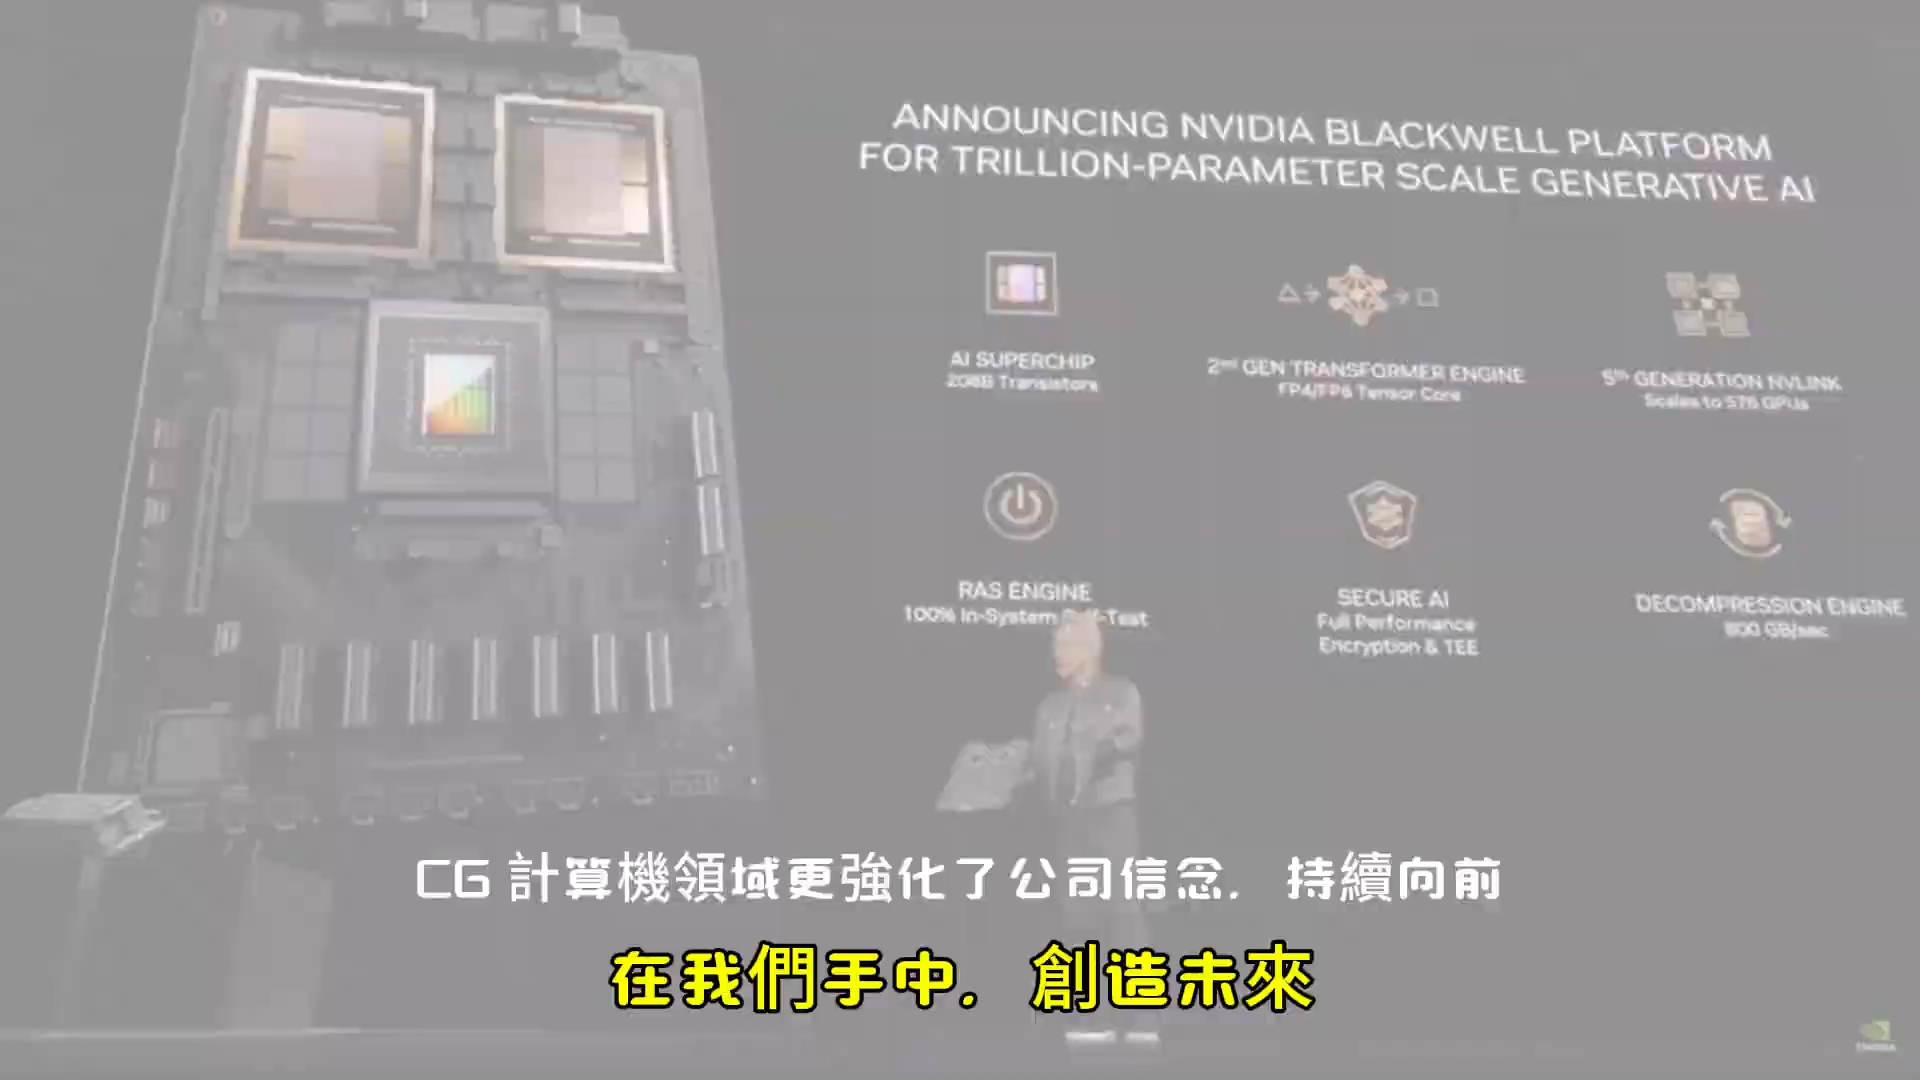 ANNOUNCING NVIDIA BLACKWELL PLATFORM
FOR TRILLION-PARAMETER SCALE GENERATIVE AI
AI SUPERCHIP
208B Transistors
2nd GEN TRANSFORMER ENGINE
FP4/FP6 Tensor Core
5th GENERATION NVLINK
Scales to 576 GPUs
RAS ENGINE
100% In-System Self-Test
SECURE AI
Full Performance
Encryption & TEE
DECOMPRESSION ENGINE
800 GB/sec
CG 計算機領域更強化了公司信念, 持續向前
在我們手中, 創造未來
NVIDIA